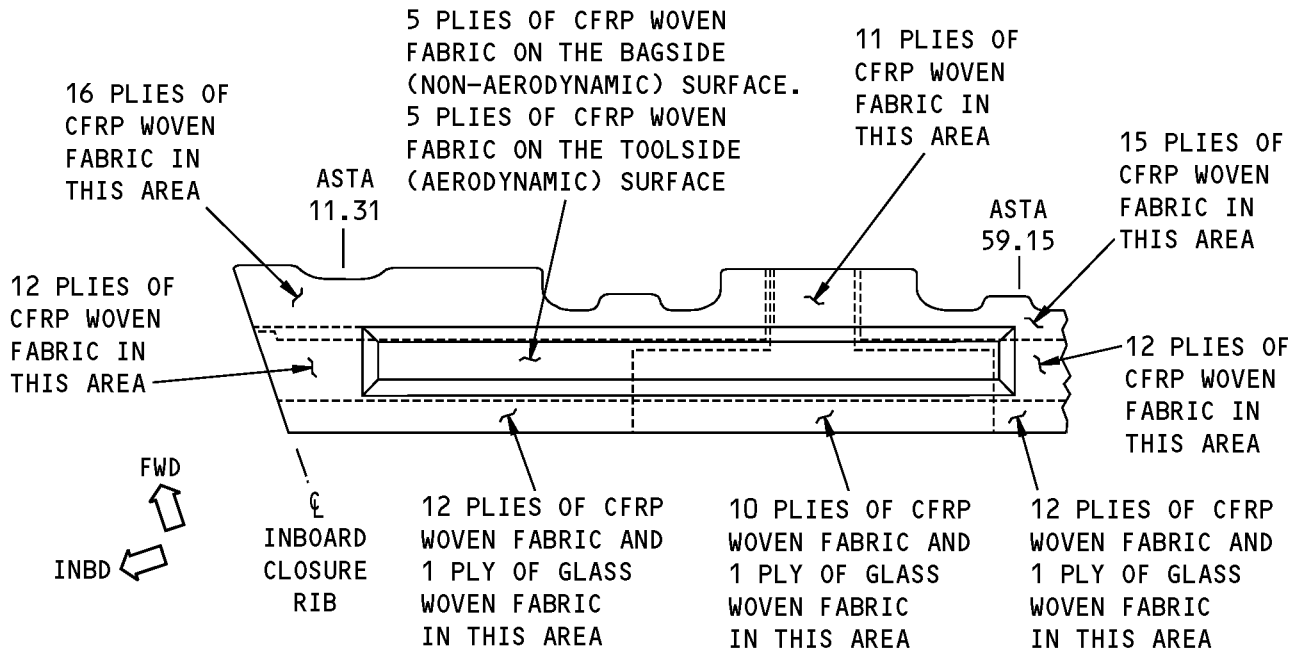 5 PLIES OF CFRP WOVEN
FABRIC ON THE BAGSIDE
(NON-AERODYNAMIC) SURFACE.
5 PLIES OF CFRP WOVEN
FABRIC ON THE TOOLSIDE
(AERODYNAMIC) SURFACE
11 PLIES OF
CFRP WOVEN
FABRIC IN
THIS AREA
16 PLIES OF
CFRP WOVEN
FABRIC IN
THIS AREA
15 PLIES OF
CFRP WOVEN
FABRIC IN
THIS AREA
ASTA
11.31
ASTA
59.15
12 PLIES OF
CFRP WOVEN
FABRIC IN
THIS AREA
12 PLIES OF
CFRP WOVEN
FABRIC IN
THIS AREA
FWD
INBD
℄
INBOARD
CLOSURE
RIB
12 PLIES OF CFRP
WOVEN FABRIC AND
1 PLY OF GLASS
WOVEN FABRIC
IN THIS AREA
10 PLIES OF CFRP
WOVEN FABRIC AND
1 PLY OF GLASS
WOVEN FABRIC
IN THIS AREA
12 PLIES OF CFRP
WOVEN FABRIC AND
1 PLY OF GLASS
WOVEN FABRIC
IN THIS AREA